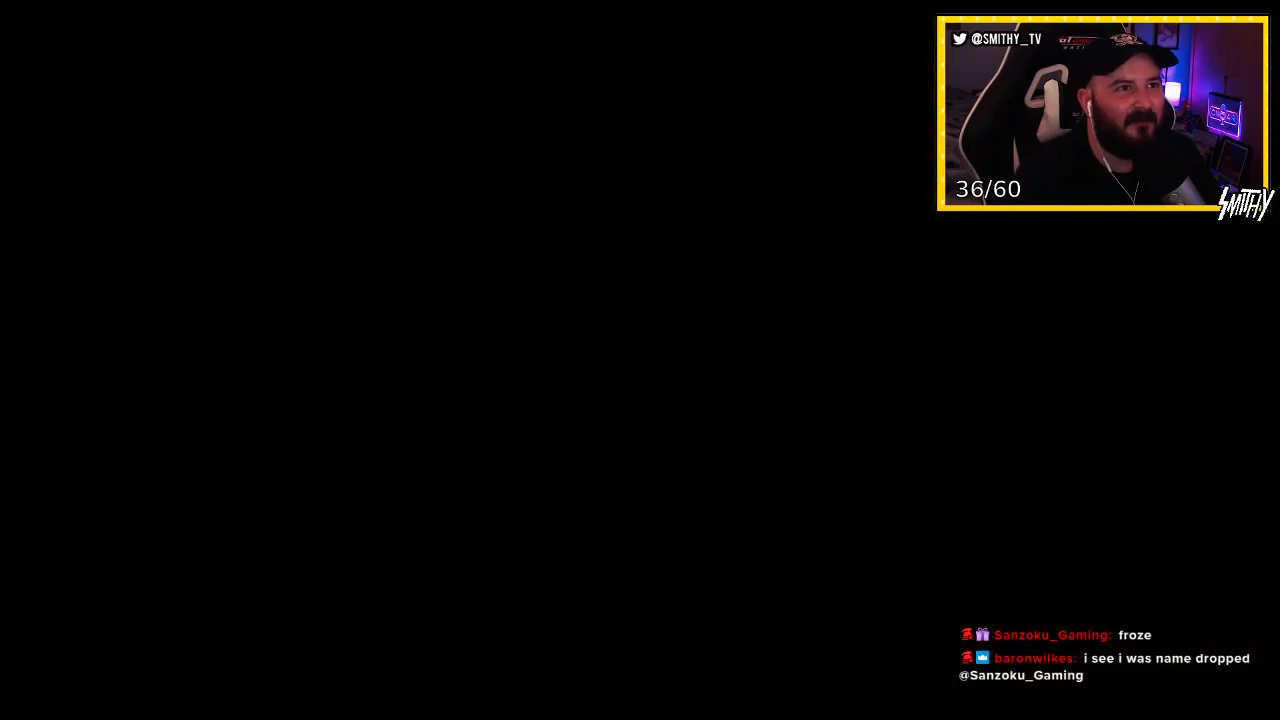 @SMITHY_TV
36/60
SMITHY
Sanzoku_Gaming: froze
baronwilkes: i see i was name dropped
@Sanzoku_Gaming